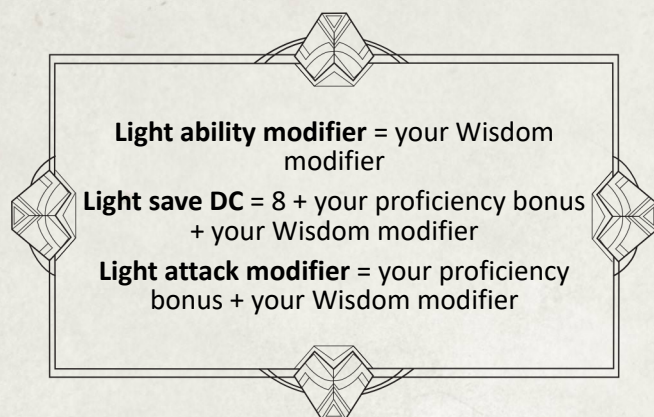 Light ability modifier = your Wisdom
modifier
Light save DC = 8 + your proficiency bonus
+ your Wisdom modifier
Light attack modifier = your proficiency
bonus + your Wisdom modifier